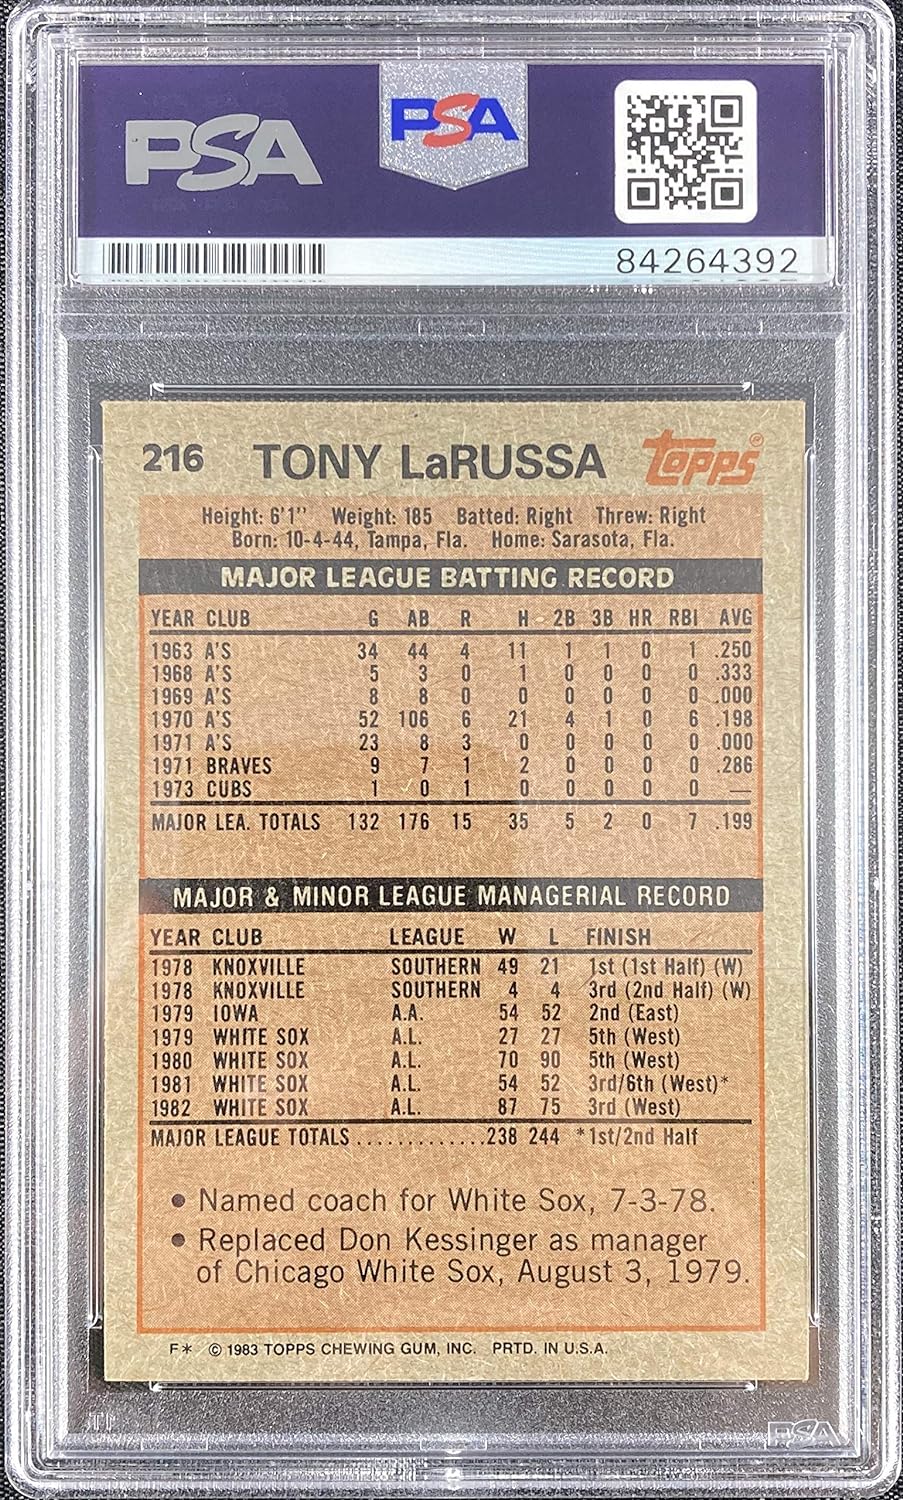 PSA PSA
84264392
216 TONY LaRUSSA Topps®
Height: 6'1" Weight: 185 Batted: Right Threw: Right
Born: 10-4-44, Tampa, Fla. Home: Sarasota, Fla.
MAJOR LEAGUE BATTING RECORD
YEAR CLUB G AB R H 2B 3B HR RBI AVG
1963 A'S 34 44 4 11 1 1 0 1 .250
1968 A'S 5 3 0 1 0 0 0 0 .333
1969 A'S 8 8 0 0 0 0 0 0 .000
1970 A'S 52 106 6 21 4 1 0 6 .198
1971 A'S 23 8 3 0 0 0 0 0 .000
1971 BRAVES 9 7 1 2 0 0 0 0 .286
1973 CUBS 1 0 1 0 0 0 0 0 —
MAJOR LEA. TOTALS 132 176 15 35 5 2 0 7 .199
MAJOR & MINOR LEAGUE MANAGERIAL RECORD
YEAR CLUB LEAGUE W L FINISH
1978 KNOXVILLE SOUTHERN 49 21 1st (1st Half) (W)
1978 KNOXVILLE SOUTHERN 4 4 3rd (2nd Half) (W)
1979 IOWA A.A. 54 52 2nd (East)
1979 WHITE SOX A.L. 27 27 5th (West)
1980 WHITE SOX A.L. 70 90 5th (West)
1981 WHITE SOX A.L. 54 52 3rd/6th (West)*
1982 WHITE SOX A.L. 87 75 3rd (West)
MAJOR LEAGUE TOTALS.............238 244 *1st/2nd Half
• Named coach for White Sox, 7-3-78.
• Replaced Don Kessinger as manager
of Chicago White Sox, August 3, 1979.
F* © 1983 TOPPS CHEWING GUM, INC. PRTD. IN U.S.A.
PSA